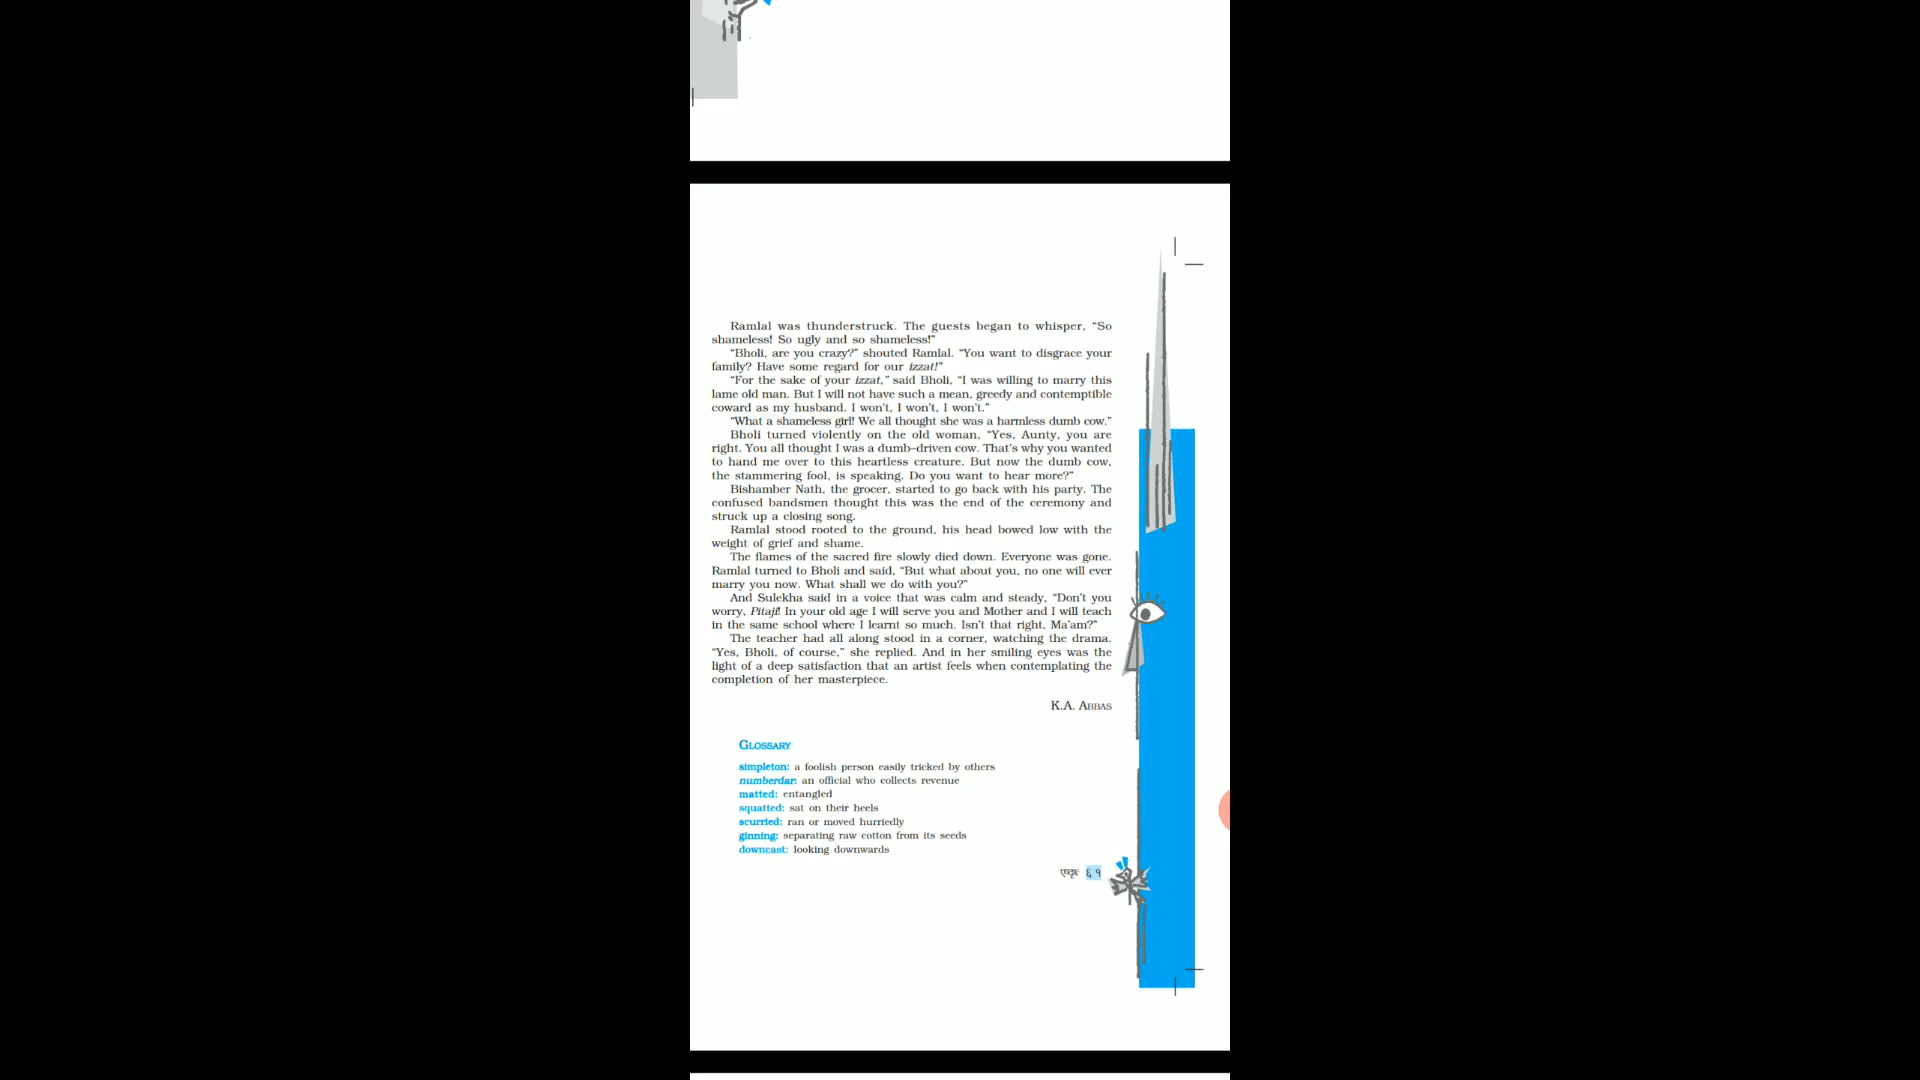 Ramlal was thunderstruck. The guests began to whisper, “So
shameless! So ugly and so shameless!”
“Bholi, are you crazy?” shouted Ramlal. “You want to disgrace your
family? Have some regard for our izzat!”
“For the sake of your izzat,” said Bholi, “I was willing to marry this
lame old man. But I will not have such a mean, greedy and contemptible
coward as my husband. I won't, I won't, I won't.”
“What a shameless girl! We all thought she was a harmless dumb cow.”
Bholi turned violently on the old woman, “Yes, Aunty, you are
right. You all thought I was a dumb–driven cow. That's why you wanted
to hand me over to this heartless creature. But now the dumb cow,
the stammering fool, is speaking. Do you want to hear more?”
Bishamber Nath, the grocer, started to go back with his party. The
confused bandsmen thought this was the end of the ceremony and
struck up a closing song.
Ramlal stood rooted to the ground, his head bowed low with the
weight of grief and shame.
The flames of the sacred fire slowly died down. Everyone was gone.
Ramlal turned to Bholi and said, “But what about you, no one will ever
marry you now. What shall we do with you?”
And Sulekha said in a voice that was calm and steady, “Don't you
worry, Pitaji! In your old age I will serve you and Mother and I will teach
in the same school where I learnt so much. Isn't that right, Ma'am?”
The teacher had all along stood in a corner, watching the drama.
“Yes, Bholi, of course,” she replied. And in her smiling eyes was the
light of a deep satisfaction that an artist feels when contemplating the
completion of her masterpiece.
K.A. ABBAS
GLOSSARY
simpleton: a foolish person easily tricked by others
numberdar: an official who collects revenue
matted: entangled
squatted: sat on their heels
scurried: ran or moved hurriedly
ginning: separating raw cotton from its seeds
downcast: looking downwards
६१